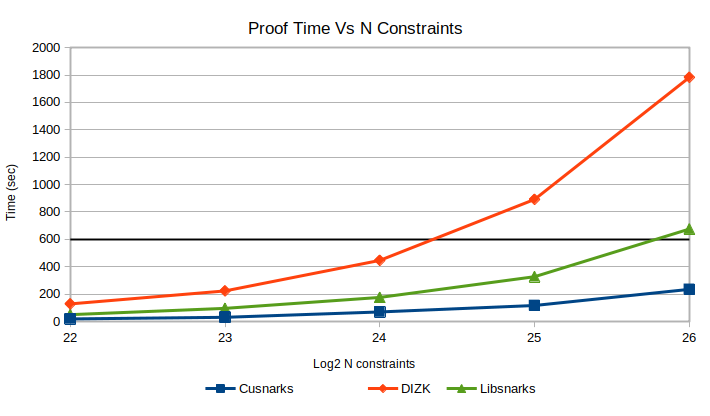 Proof Time Vs N Constraints
2000
1800
1600
1400
1200
1000
800
600
400
200
0
Time (sec)
22 23 24 25 26
Log2 N constraints
Cusnarks DIZK Libsnarks